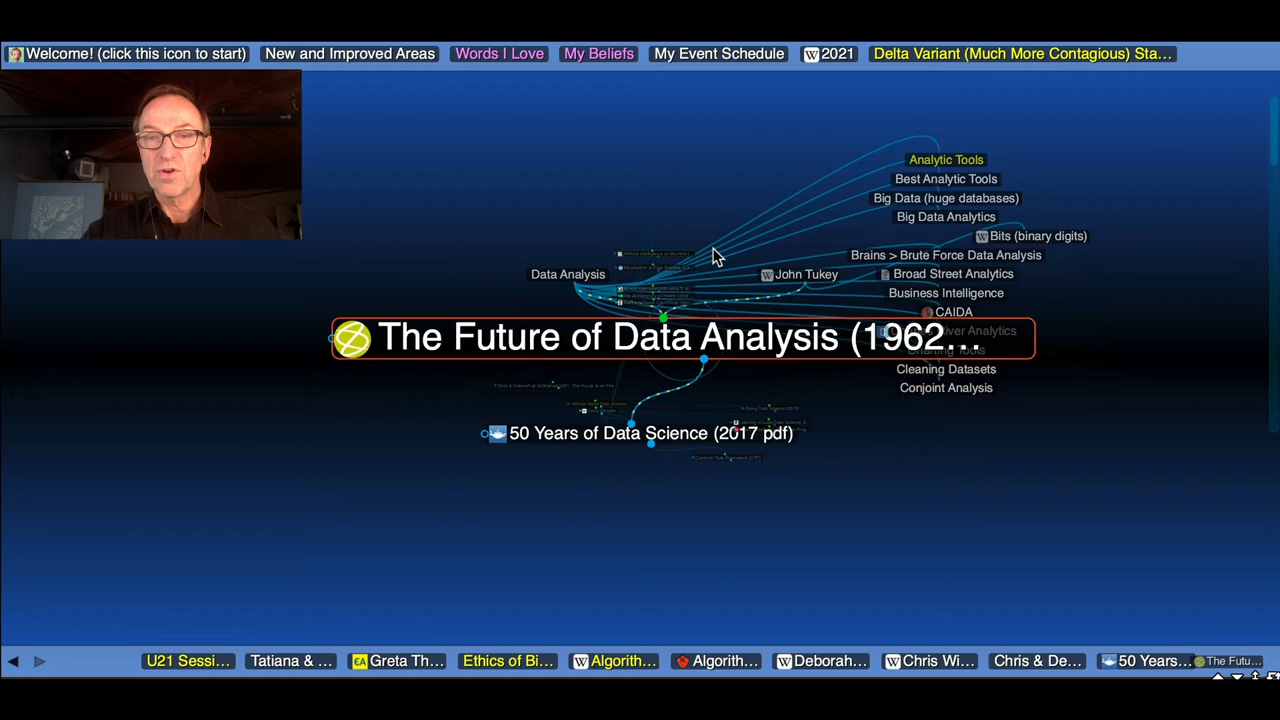 Welcome! (click this icon to start) New and Improved Areas Words I Love My Beliefs My Event Schedule 2021 Delta Variant (Much More Contagious) Sta...
Analytic Tools
Best Analytic Tools
Big Data (huge databases)
Big Data Analytics
Bits (binary digits)
Brains > Brute Force Data Analysis
Data Analysis
John Tukey
Broad Street Analytics
Business Intelligence
CAIDA
River Analytics
The Future of Data Analysis (1962...
Charting Tools
Cleaning Datasets
Conjoint Analysis
50 Years of Data Science (2017 pdf)
U21 Sessi... Tatiana & ... Greta Th... Ethics of Bi... Algorith... Algorith... Deborah... Chris Wi... Chris & De... 50 Years... The Futu...